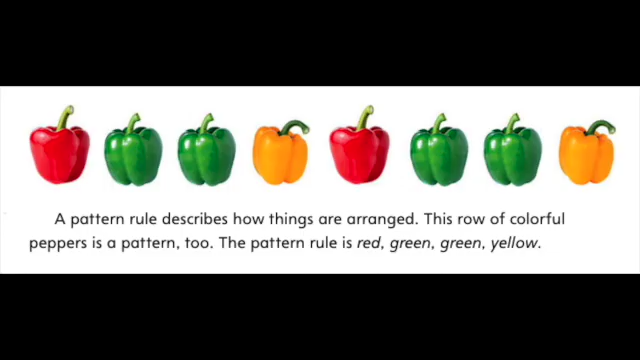 A pattern rule describes how things are arranged. This row of colorful
peppers is a pattern, too. The pattern rule is red, green, green, yellow.